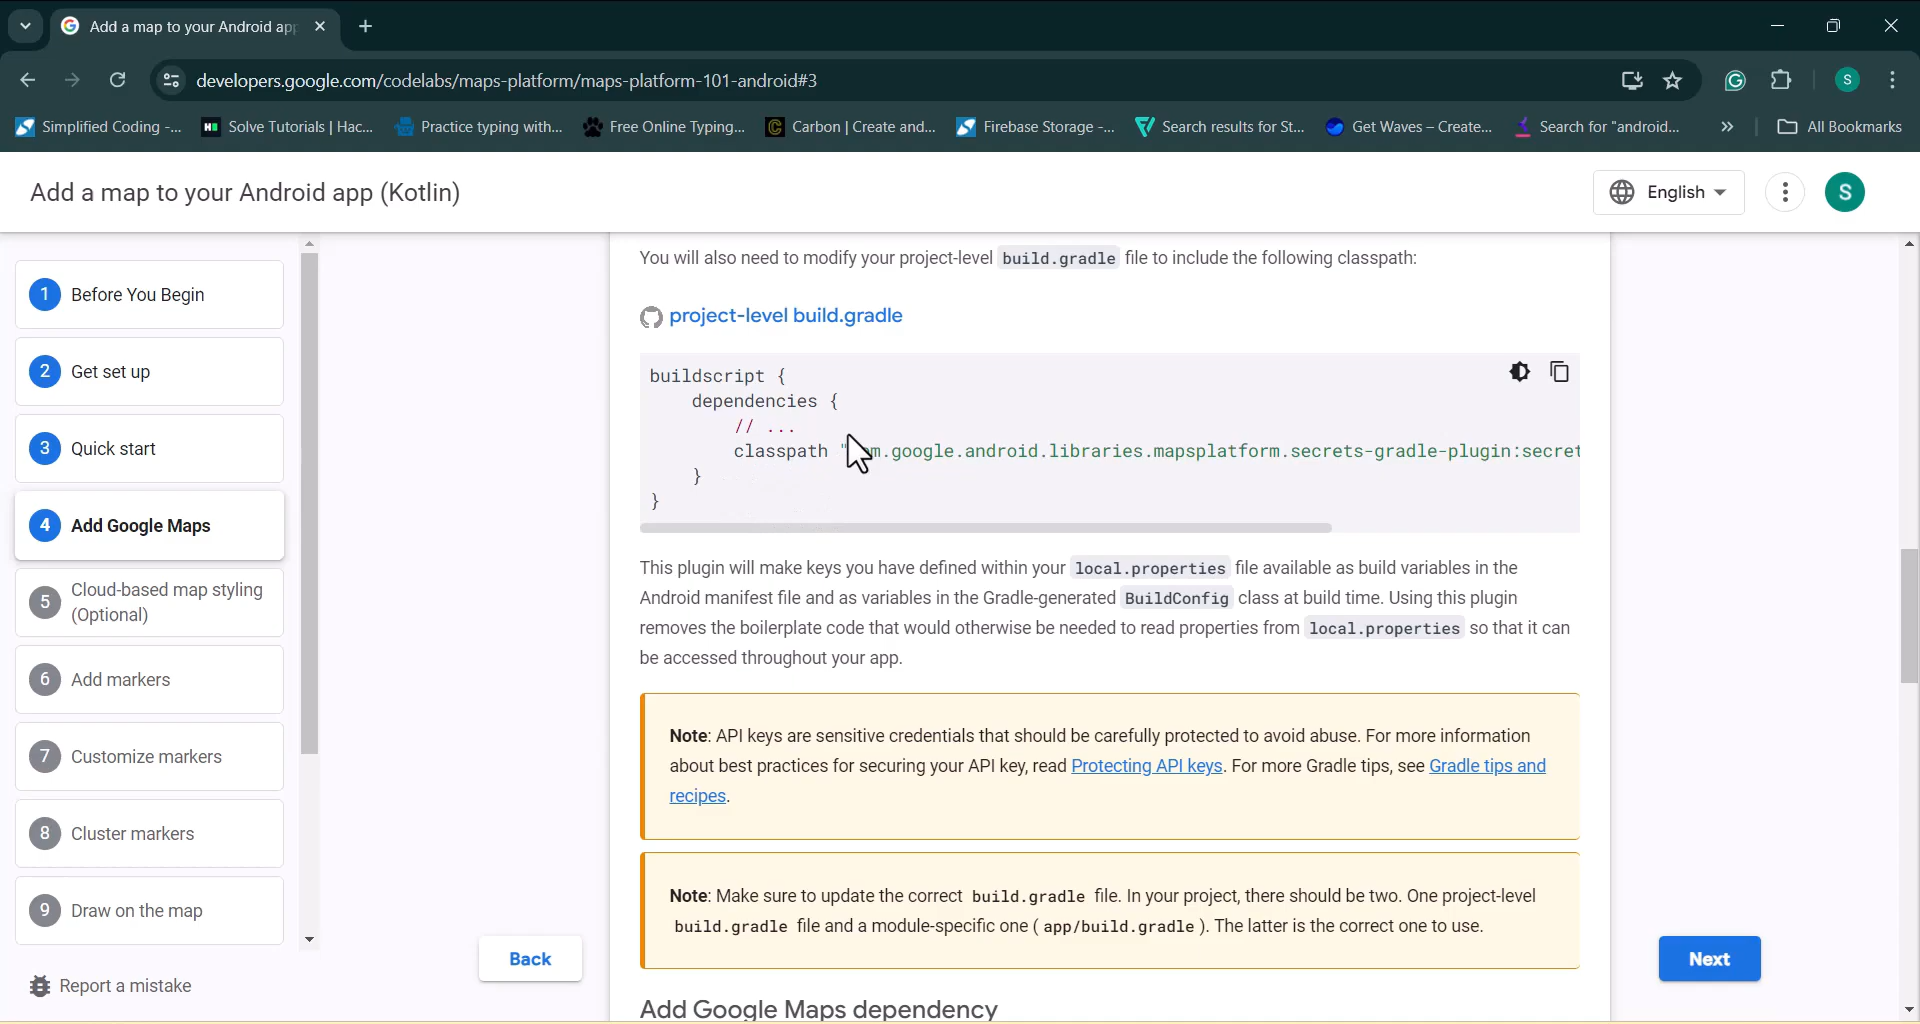 Add a map to your Android app
developers.google.com/codelabs/maps-platform/maps-platform-101-android#3
S
Simplified Coding -...
Solve Tutorials | Hac...
Practice typing with...
Free Online Typing...
Carbon | Create and...
Firebase Storage -...
Search results for St...
Get Waves – Create...
Search for "android...
All Bookmarks
Add a map to your Android app (Kotlin)
English
S
1 Before You Begin
2 Get set up
3 Quick start
4 Add Google Maps
5 Cloud-based map styling
(Optional)
6 Add markers
7 Customize markers
8 Cluster markers
9 Draw on the map
Report a mistake
You will also need to modify your project-level build.gradle file to include the following classpath:
project-level build.gradle
buildscript {
dependencies {
// ...
classpath "m.google.android.libraries.mapsplatform.secrets-gradle-plugin:secret
}
}
This plugin will make keys you have defined within your local.properties file available as build variables in the
Android manifest file and as variables in the Gradle-generated BuildConfig class at build time. Using this plugin
removes the boilerplate code that would otherwise be needed to read properties from local.properties so that it can
be accessed throughout your app.
Note: API keys are sensitive credentials that should be carefully protected to avoid abuse. For more information
about best practices for securing your API key, read Protecting API keys. For more Gradle tips, see Gradle tips and
recipes.
Note: Make sure to update the correct build.gradle file. In your project, there should be two. One project-level
build.gradle file and a module-specific one ( app/build.gradle ). The latter is the correct one to use.
Back
Next
Add Google Maps dependency